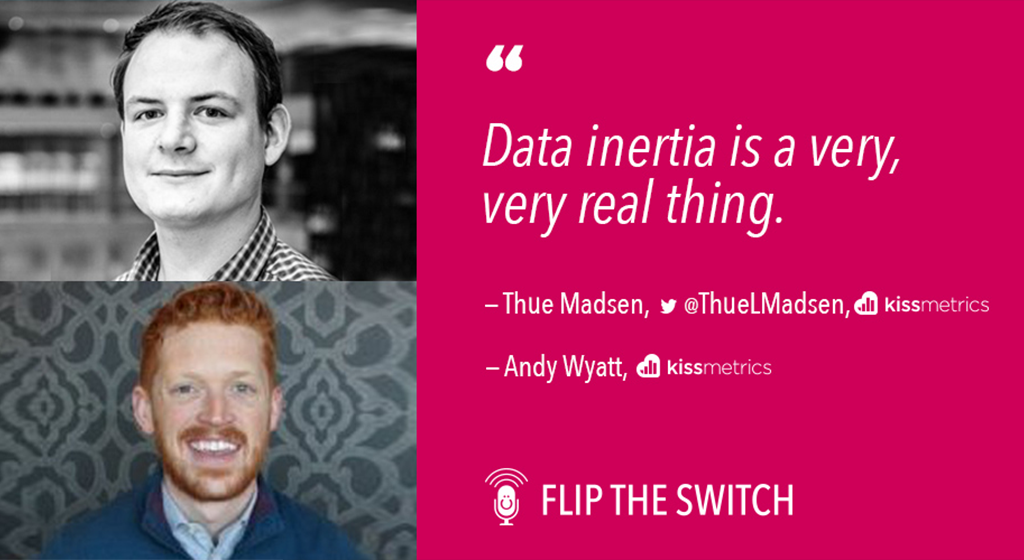 “
Data inertia is a very,
very real thing.
– Thue Madsen, @ThueLMadsen, kissmetrics
– Andy Wyatt, kissmetrics
FLIP THE SWITCH